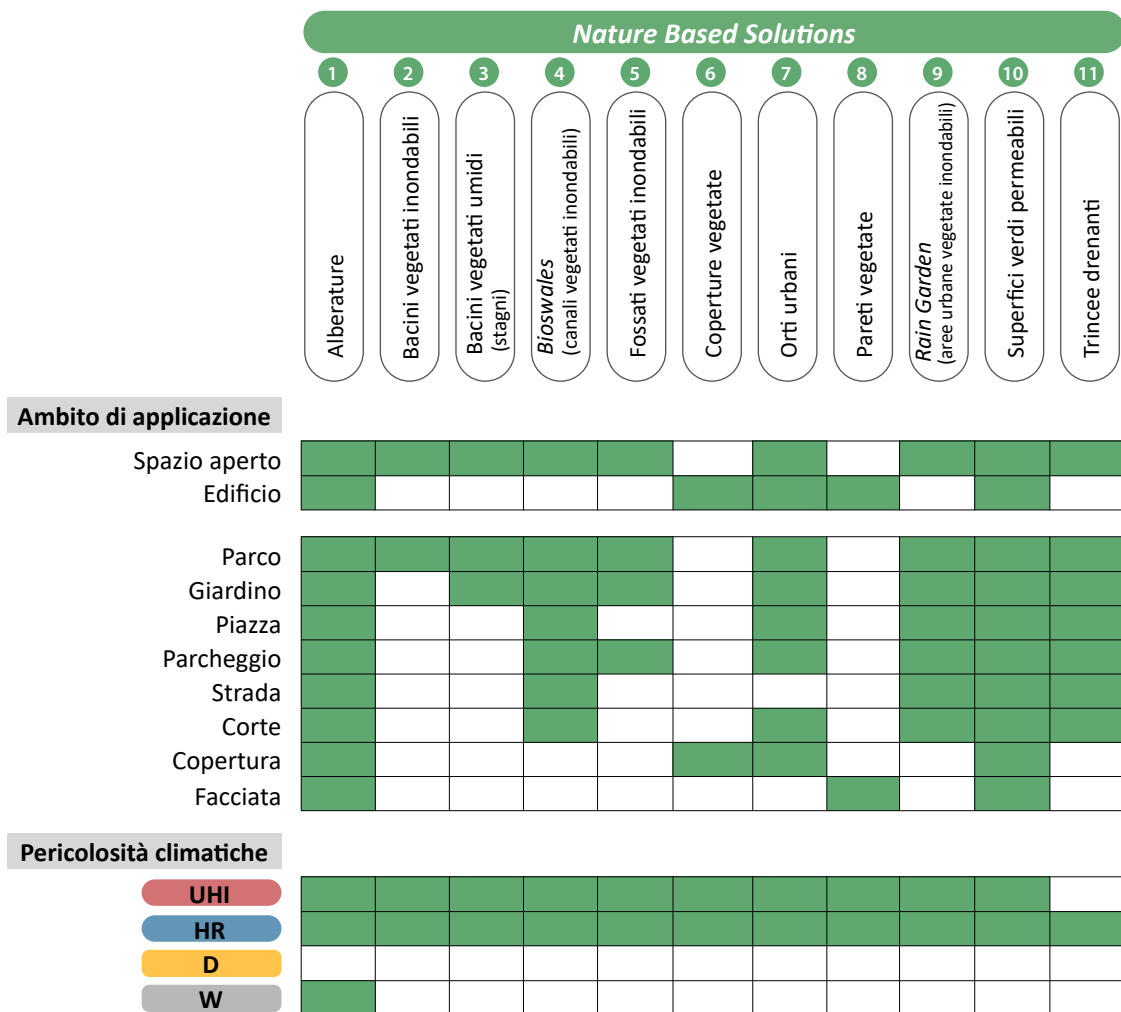 Nature Based Solutions
1
2
3
4
5
6
7
8
9
10
11
Alberature
Bacini vegetati inondabili
Bacini vegetati umidi
(stagni)
Bioswales
(canali vegetati inondabili)
Fossati vegetati inondabili
Coperture vegetate
Orti urbani
Pareti vegetate
Rain Garden
(aree urbane vegetate inondabili)
Superfici verdi permeabili
Trincee drenanti
Ambito di applicazione
Spazio aperto
Edificio
Parco
Giardino
Piazza
Parcheggio
Strada
Corte
Copertura
Facciata
Pericolosità climatiche
UHI
HR
D
W